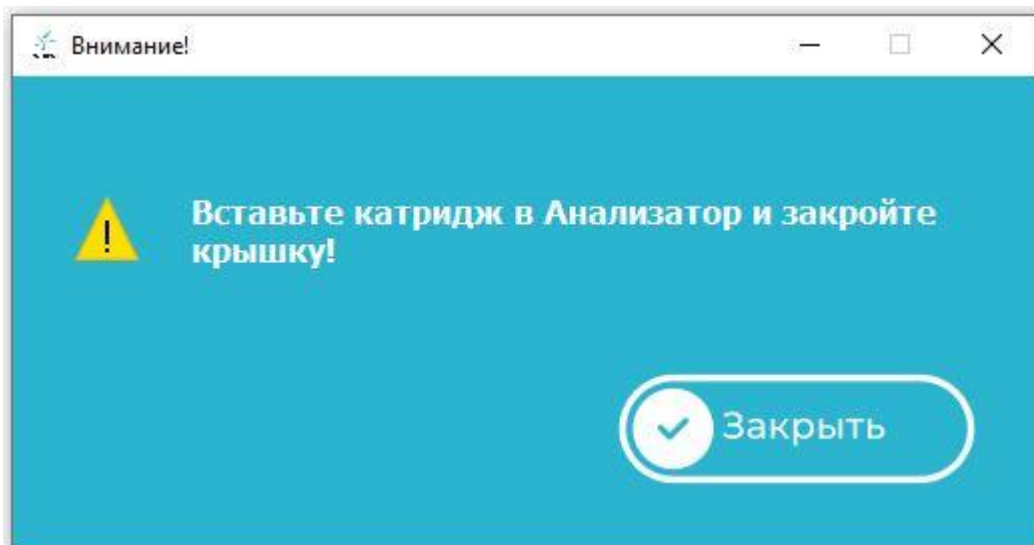 Внимание!
Вставьте катридж в Анализатор и закройте
крышку!
Закрыть